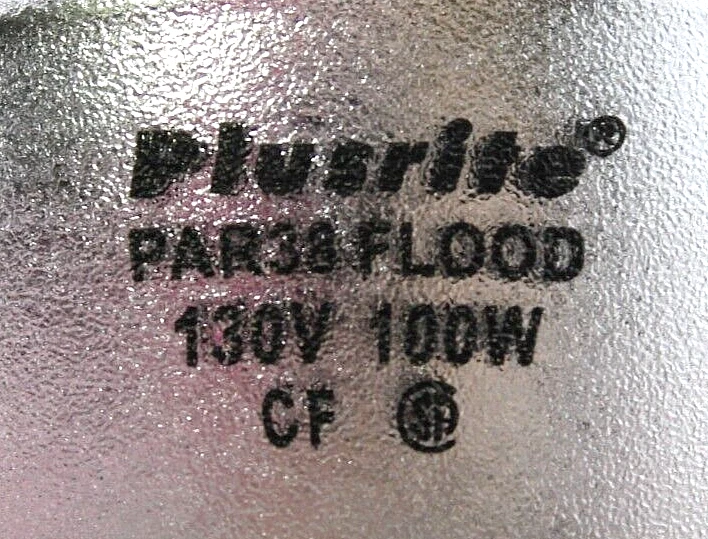 Plusrite®
PAR38 FLOOD
130V 100W
CF